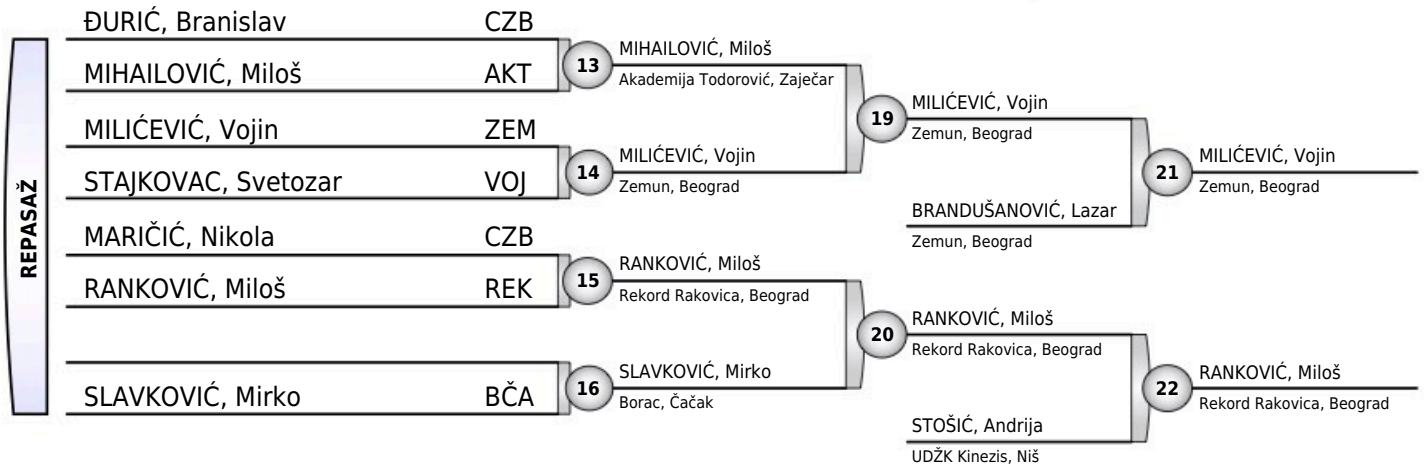 REPASAŽ
ĐURIĆ, Branislav CZB
MIHAILOVIĆ, Miloš AKT
MILIĆEVIĆ, Vojin ZEM
STAJKOVAC, Svetozar VOJ
MARIČIĆ, Nikola CZB
RANKOVIĆ, Miloš REK
SLAVKOVIĆ, Mirko BČA
13
MIHAILOVIĆ, Miloš
Akademija Todorović, Zaječar
14
MILIĆEVIĆ, Vojin
Zemun, Beograd
15
RANKOVIĆ, Miloš
Rekord Rakovica, Beograd
16
SLAVKOVIĆ, Mirko
Borac, Čačak
19
MILIĆEVIĆ, Vojin
Zemun, Beograd
BRANDUŠANOVIĆ, Lazar
Zemun, Beograd
20
RANKOVIĆ, Miloš
Rekord Rakovica, Beograd
STOŠIĆ, Andrija
UDŽK Kinezis, Niš
21
MILIĆEVIĆ, Vojin
Zemun, Beograd
22
RANKOVIĆ, Miloš
Rekord Rakovica, Beograd